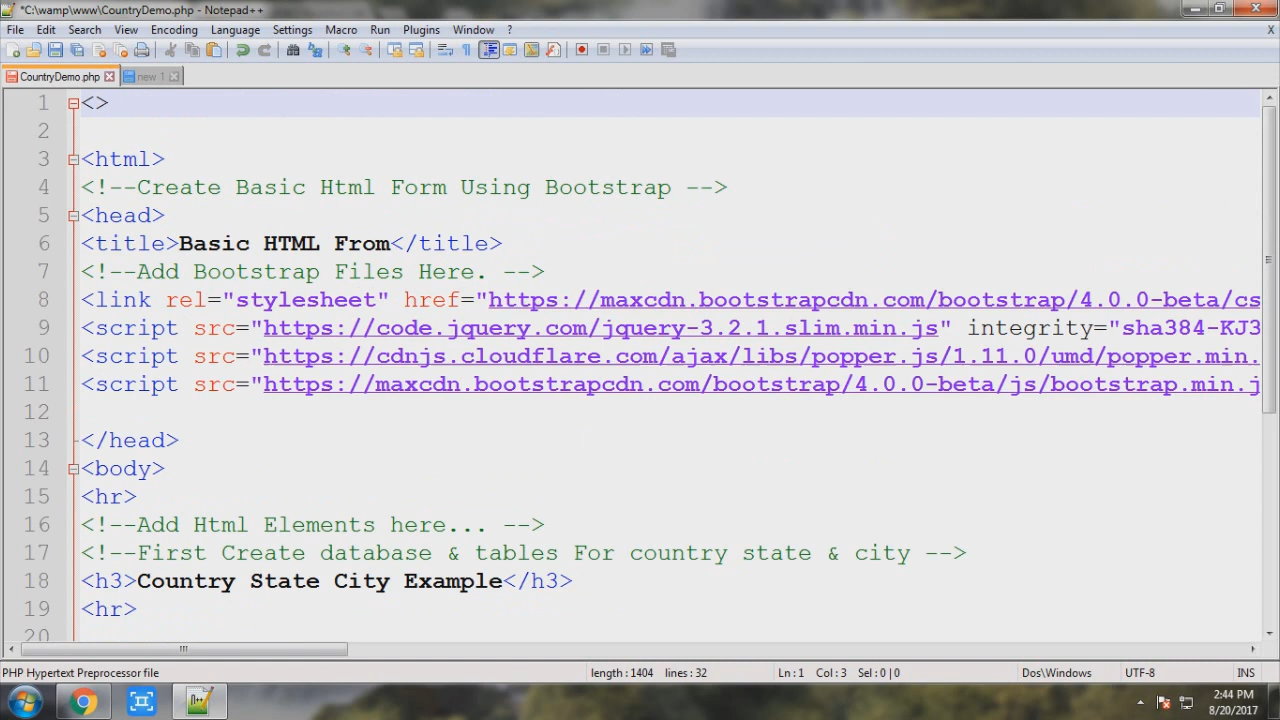 *C:\wamp\www\CountryDemo.php - Notepad++
File Edit Search View Encoding Language Settings Macro Run Plugins Window ? X
CountryDemo.php new 1
1 <>
2
3 <html>
4 <!--Create Basic Html Form Using Bootstrap -->
5 <head>
6 <title>Basic HTML From</title>
7 <!--Add Bootstrap Files Here. -->
8 <link rel="stylesheet" href="https://maxcdn.bootstrapcdn.com/bootstrap/4.0.0-beta/cs
9 <script src="https://code.jquery.com/jquery-3.2.1.slim.min.js" integrity="sha384-KJ3
10 <script src="https://cdnjs.cloudflare.com/ajax/libs/popper.js/1.11.0/umd/popper.min.
11 <script src="https://maxcdn.bootstrapcdn.com/bootstrap/4.0.0-beta/js/bootstrap.min.j
12
13 </head>
14 <body>
15 <hr>
16 <!--Add Html Elements here... -->
17 <!--First Create database & tables For country state & city -->
18 <h3>Country State City Example</h3>
19 <hr>
20
PHP Hypertext Preprocessor file length : 1404 lines : 32 Ln : 1 Col : 3 Sel : 0 | 0 Dos\Windows UTF-8 INS
2:44 PM
8/20/2017